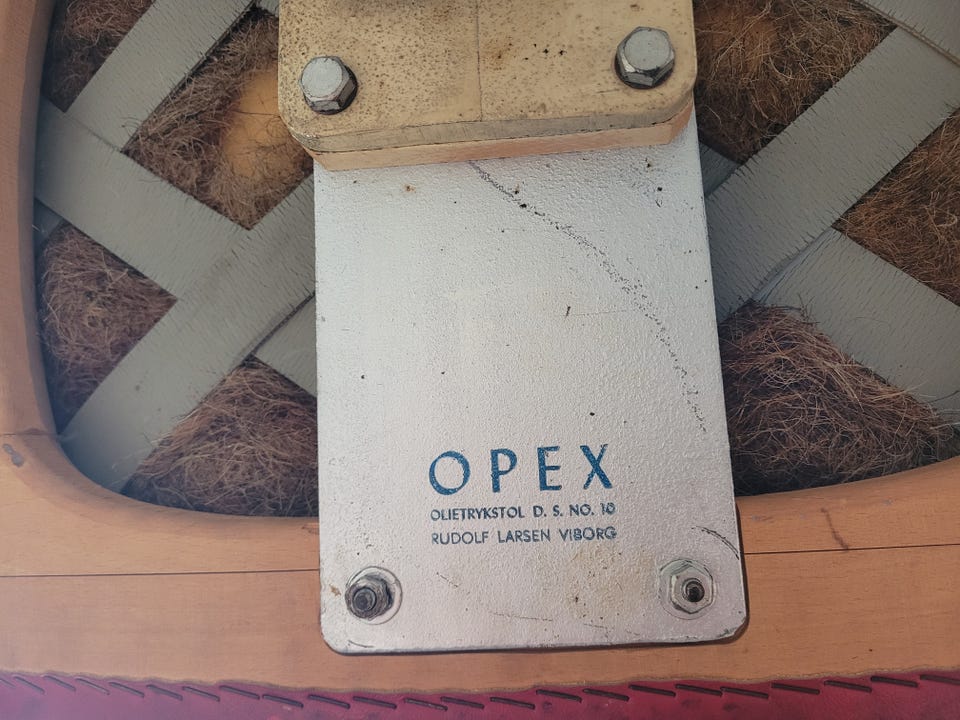 OPEX
OLIETRYKSTOL D. S. NO. 10
RUDOLF LARSEN VIBORG